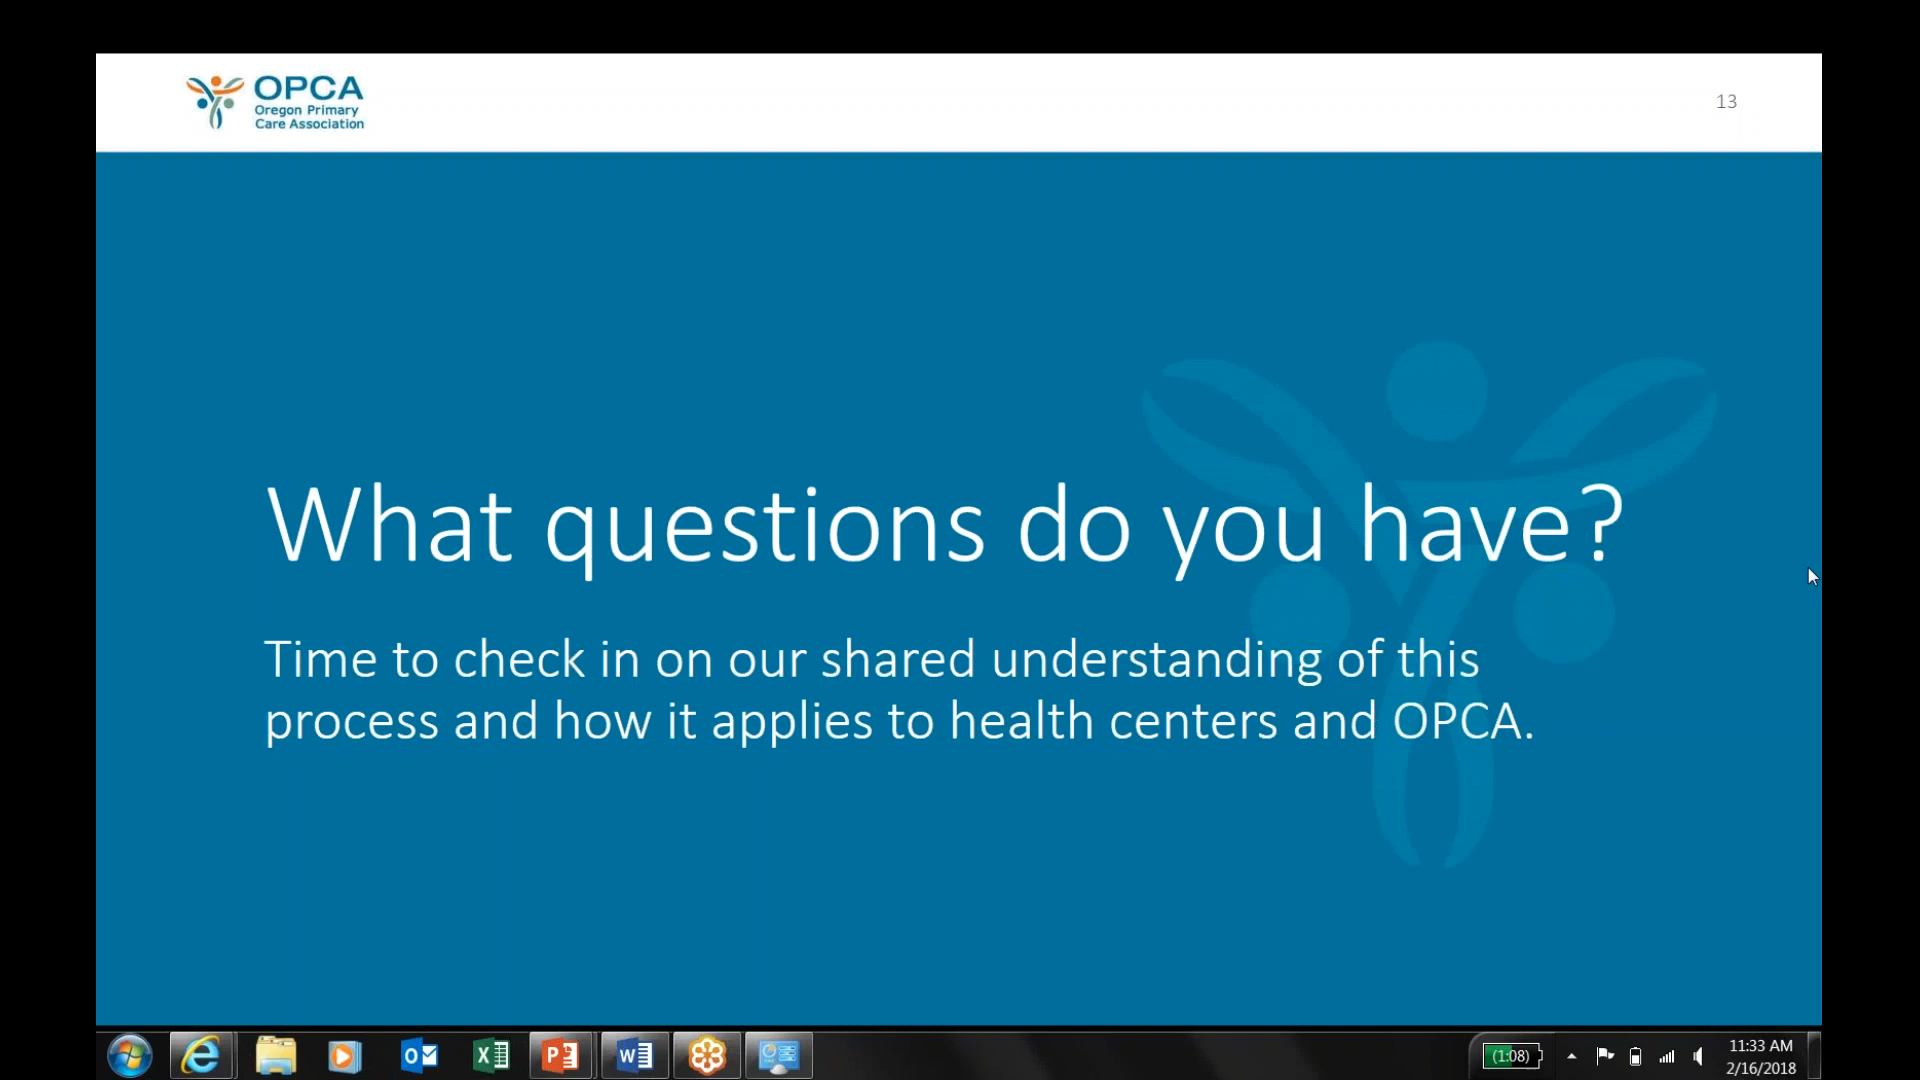 OPCA
Oregon Primary
Care Association
13
What questions do you have?
Time to check in on our shared understanding of this
process and how it applies to health centers and OPCA.
(1:08)
11:33 AM
2/16/2018